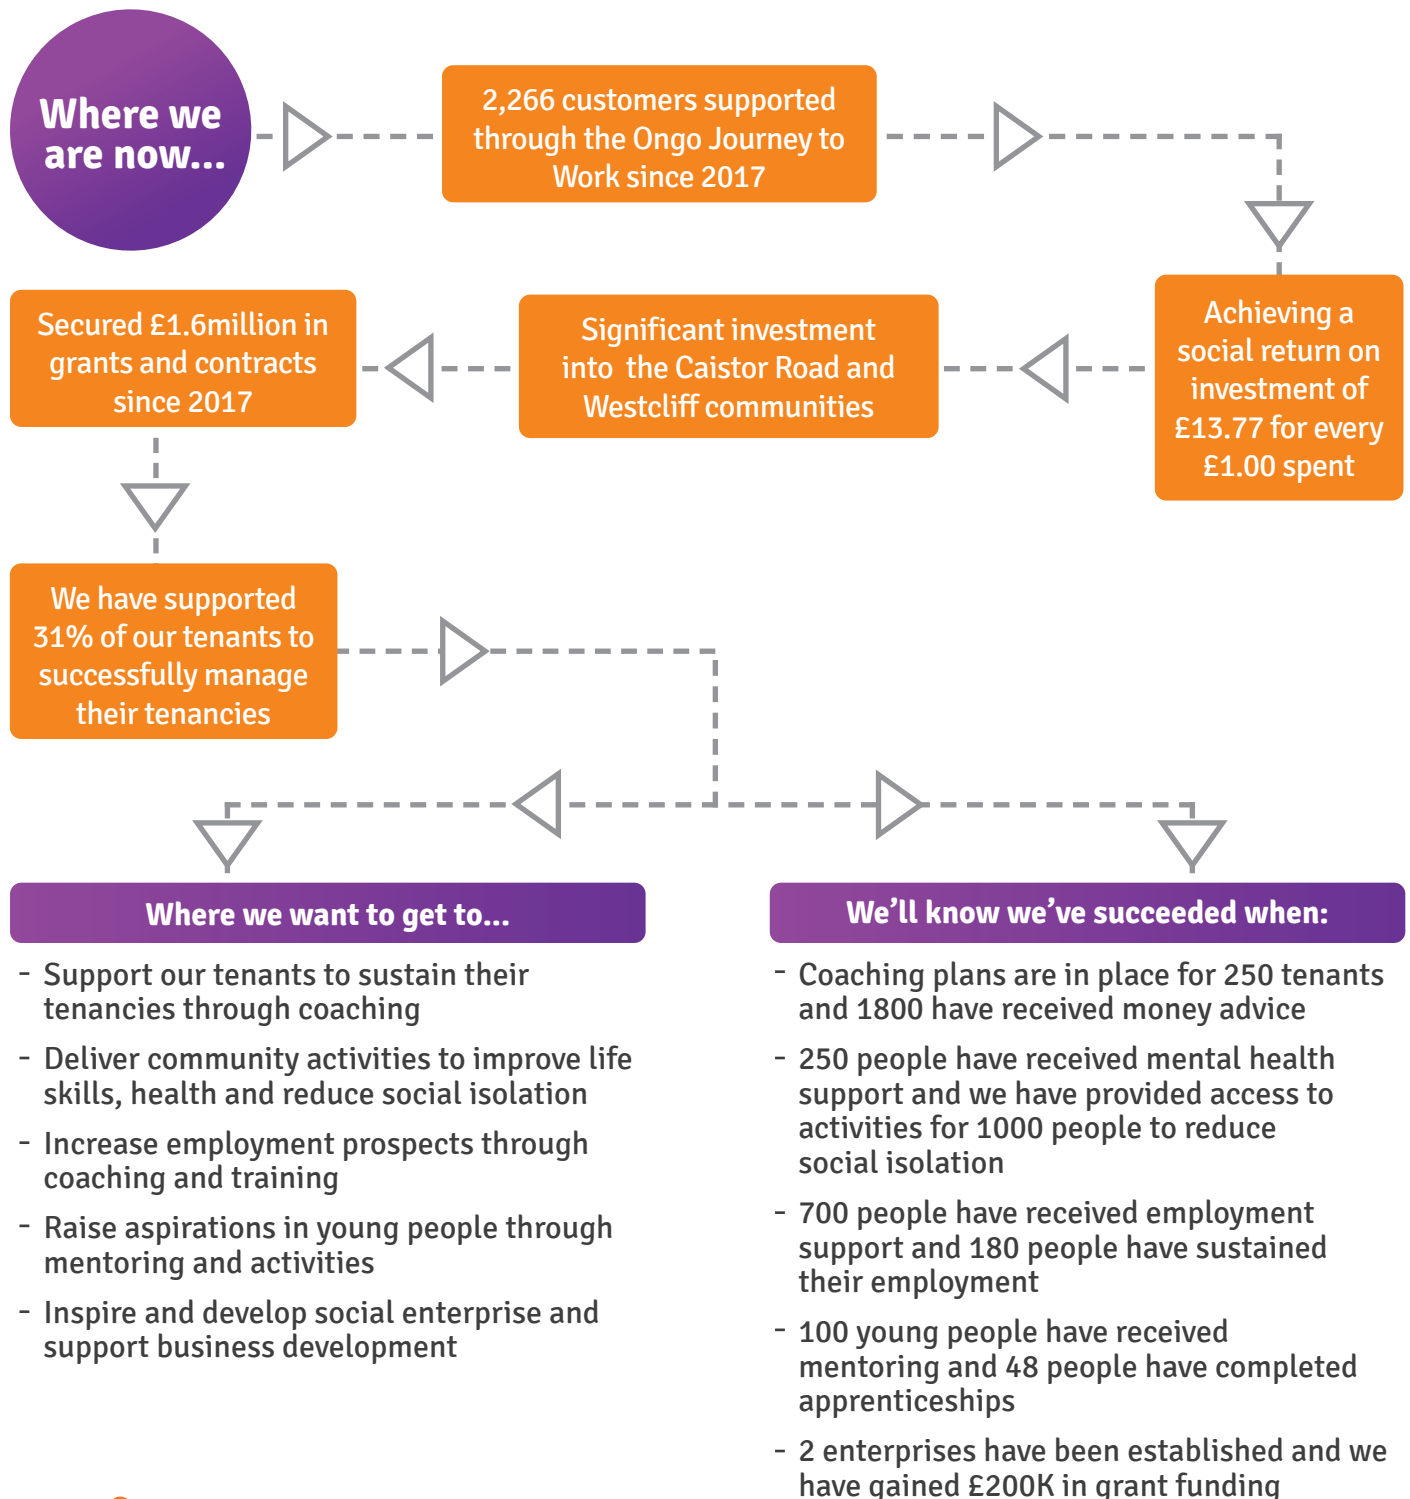 Where we
are now...
2,266 customers supported
through the Ongo Journey to
Work since 2017
Achieving a
social return on
investment of
£13.77 for every
£1.00 spent
Significant investment
into the Caistor Road and
Westcliff communities
Secured £1.6million in
grants and contracts
since 2017
We have supported
31% of our tenants to
successfully manage
their tenancies
Where we want to get to...
- Support our tenants to sustain their
tenancies through coaching
- Deliver community activities to improve life
skills, health and reduce social isolation
- Increase employment prospects through
coaching and training
- Raise aspirations in young people through
mentoring and activities
- Inspire and develop social enterprise and
support business development
We’ll know we’ve succeeded when:
- Coaching plans are in place for 250 tenants
and 1800 have received money advice
- 250 people have received mental health
support and we have provided access to
activities for 1000 people to reduce
social isolation
- 700 people have received employment
support and 180 people have sustained
their employment
- 100 young people have received
mentoring and 48 people have completed
apprenticeships
- 2 enterprises have been established and we
have gained £200K in grant funding